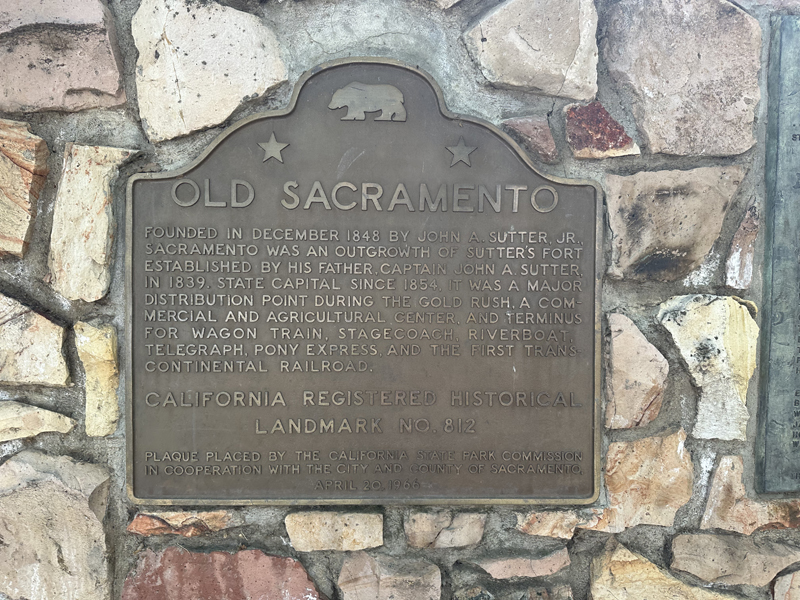 OLD SACRAMENTO
FOUNDED IN DECEMBER 1848 BY JOHN A. SUTTER, JR.,
SACRAMENTO WAS AN OUTGROWTH OF SUTTER'S FORT
ESTABLISHED BY HIS FATHER, CAPTAIN JOHN A. SUTTER,
IN 1839. STATE CAPITAL SINCE 1854, IT WAS A MAJOR
DISTRIBUTION POINT DURING THE GOLD RUSH, A COM-
MERCIAL AND AGRICULTURAL CENTER, AND TERMINUS
FOR WAGON TRAIN, STAGECOACH, RIVERBOAT,
TELEGRAPH, PONY EXPRESS, AND THE FIRST TRANS-
CONTINENTAL RAILROAD.
CALIFORNIA REGISTERED HISTORICAL
LANDMARK NO. 812
PLAQUE PLACED BY THE CALIFORNIA STATE PARK COMMISSION
IN COOPERATION WITH THE CITY AND COUNTY OF SACRAMENTO,
APRIL 20, 1966